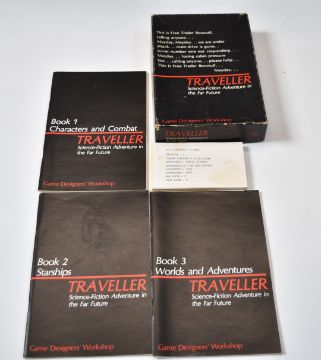 This is Free Trader Beowulf,
calling anyone...
Mayday, Mayday... we are under
attack... main drive is gone...
turret number one not responding...
Mayday... losing cabin pressure
fast... calling anyone... please help...
This is Free Trader Beowulf...
Mayday...
TRAVELLER
Science-Fiction Adventure in
the Far Future
Game Designers' Workshop
TRAVELLER
Book 1
Characters and Combat
TRAVELLER
Science-Fiction Adventure in
the Far Future
Game Designers' Workshop
Book 2
Starships
TRAVELLER
Science-Fiction Adventure in
the Far Future
Game Designers' Workshop
Book 3
Worlds and Adventures
TRAVELLER
Science-Fiction Adventure in
the Far Future
Game Designers' Workshop